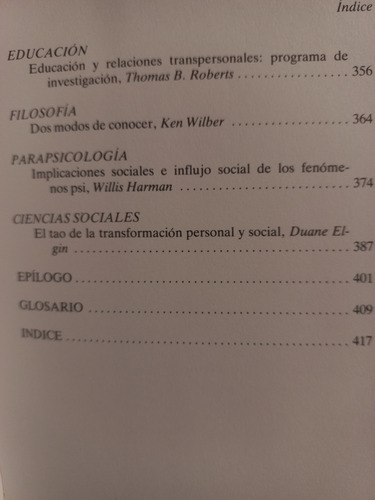 Índice
EDUCACIÓN
Educación y relaciones transpersonales: programa de
investigación, Thomas B. Roberts ................ 356
FILOSOFÍA
Dos modos de conocer, Ken Wilber .................. 364
PARAPSICOLOGÍA
Implicaciones sociales e influjo social de los fenóme-
nos psi, Willis Harman .......................... 374
CIENCIAS SOCIALES
El tao de la transformación personal y social, Duane El-
gin ........................................ 387
EPÍLOGO ........................................ 401
GLOSARIO ...................................... 409
INDICE .......................................... 417